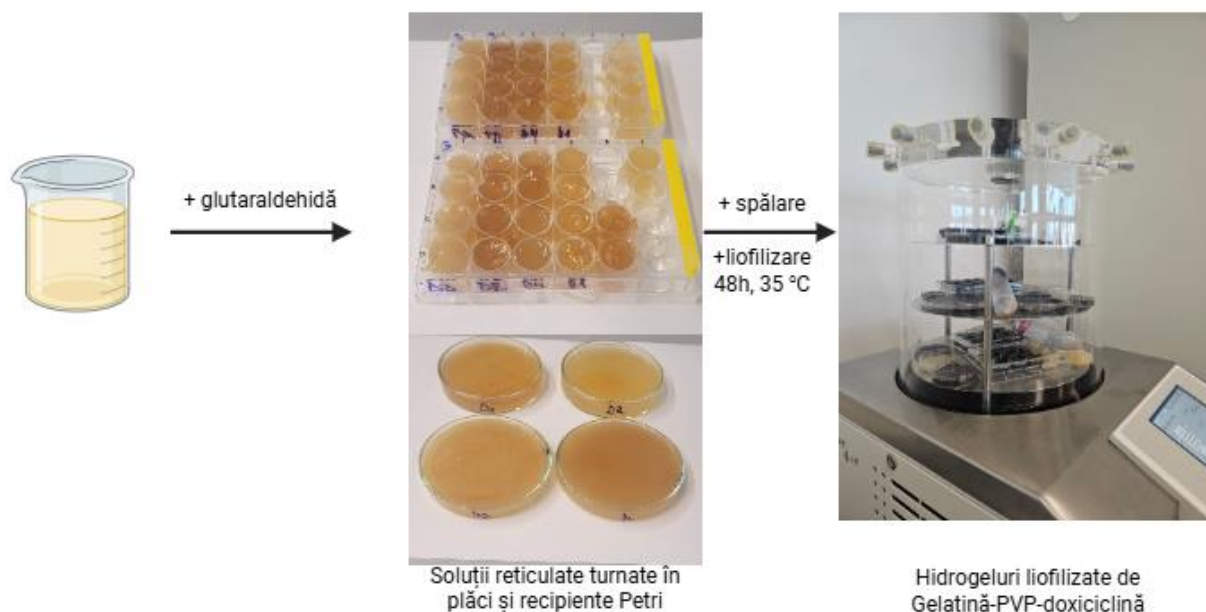 + glutaraldehidă
+ spălare
+liofilizare
48h, 35 °C
Soluții reticulate turnate în
plăci și recipiente Petri
Hidrogeluri liofilizate de
Gelatină-PVP-doxiciclină